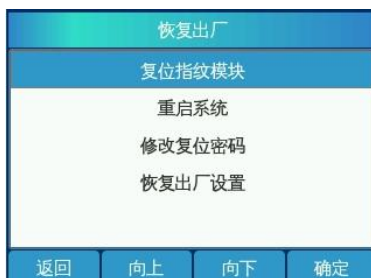 恢复出厂
复位指纹模块
重启系统
修改复位密码
恢复出厂设置
返回 向上 向下 确定